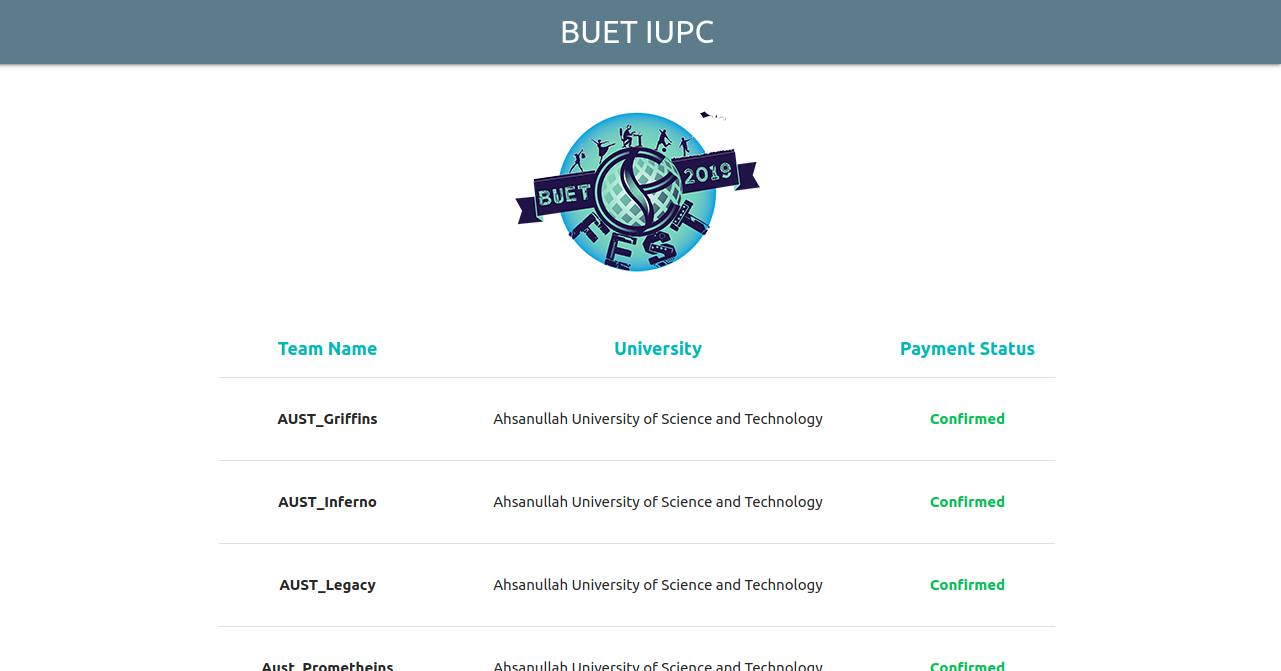 BUET IUPC
BUET 2019
FEST
Team Name University Payment Status
AUST_Griffins Ahsanullah University of Science and Technology Confirmed
AUST_Inferno Ahsanullah University of Science and Technology Confirmed
AUST_Legacy Ahsanullah University of Science and Technology Confirmed
Aust_Prometheins Ahsanullah University of Science and Technology Confirmed